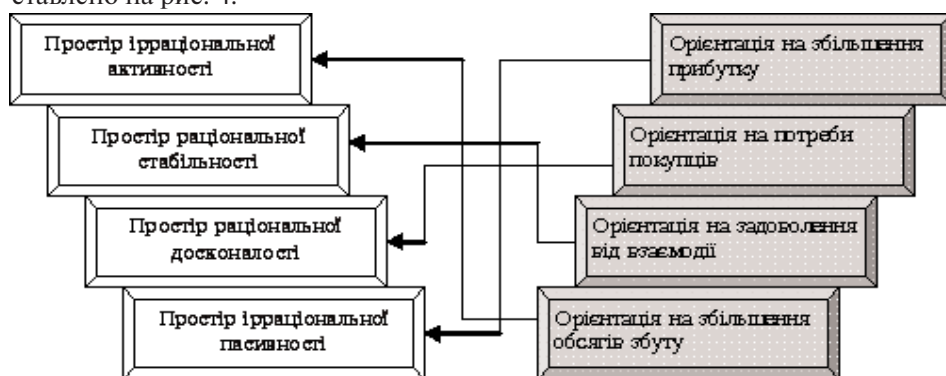 ставлено на рис. 4.
Простір ірраціональної
активності
Орієнтація на збільшення
прибутку
Простір раціональної
стабільності
Орієнтація на потреби
покупців
Простір раціональної
досконалості
Орієнтація на задоволення
від взаємодії
Простір ірраціональної
пасивності
Орієнтація на збільшення
обсягів збуту